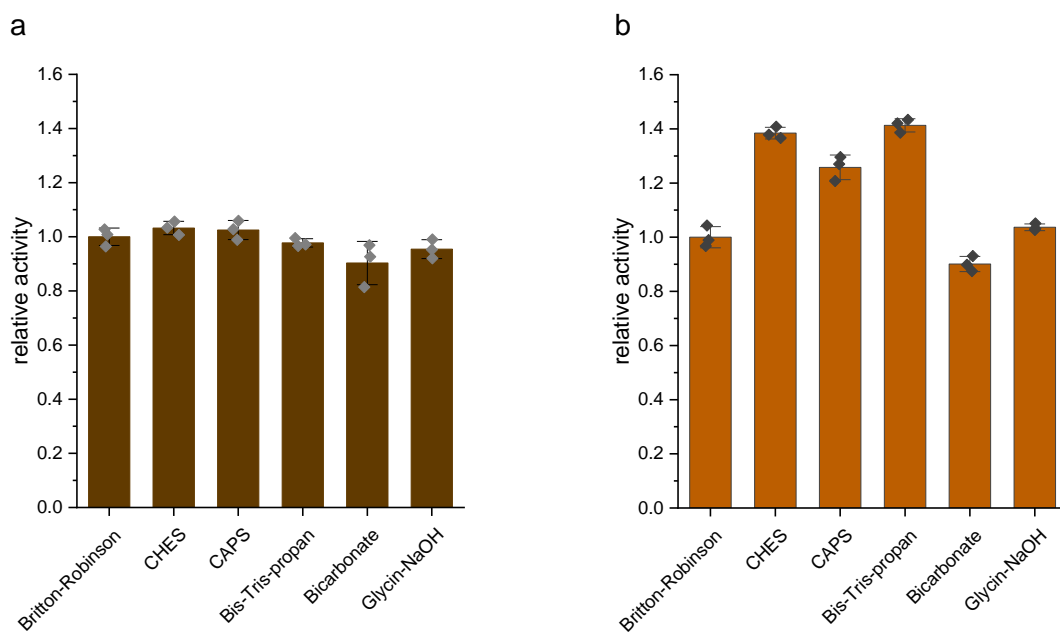 a
relative activity
1.6
1.4
1.2
1.0
0.8
0.6
0.4
0.2
0.0
Britton-Robinson
CHES
CAPS
Bis-Tris-propan
Bicarbonate
Glycin-NaOH
b
relative activity
1.6
1.4
1.2
1.0
0.8
0.6
0.4
0.2
0.0
Britton-Robinson
CHES
CAPS
Bis-Tris-propan
Bicarbonate
Glycin-NaOH